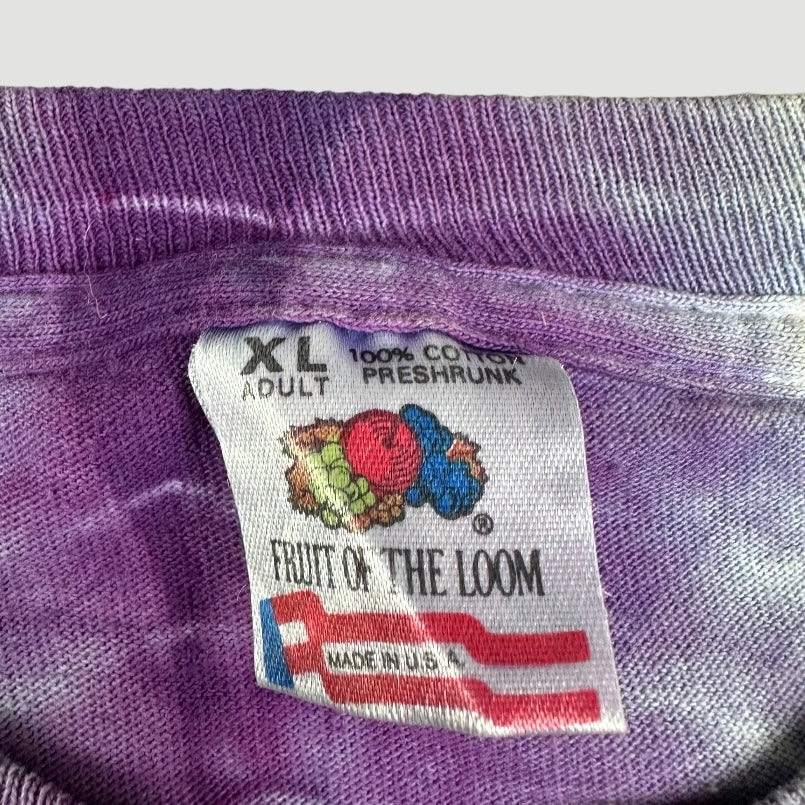 XL 100% COTTON
ADULT PRESHRUNK
®
FRUIT OF THE LOOM
MADE IN U.S.A.